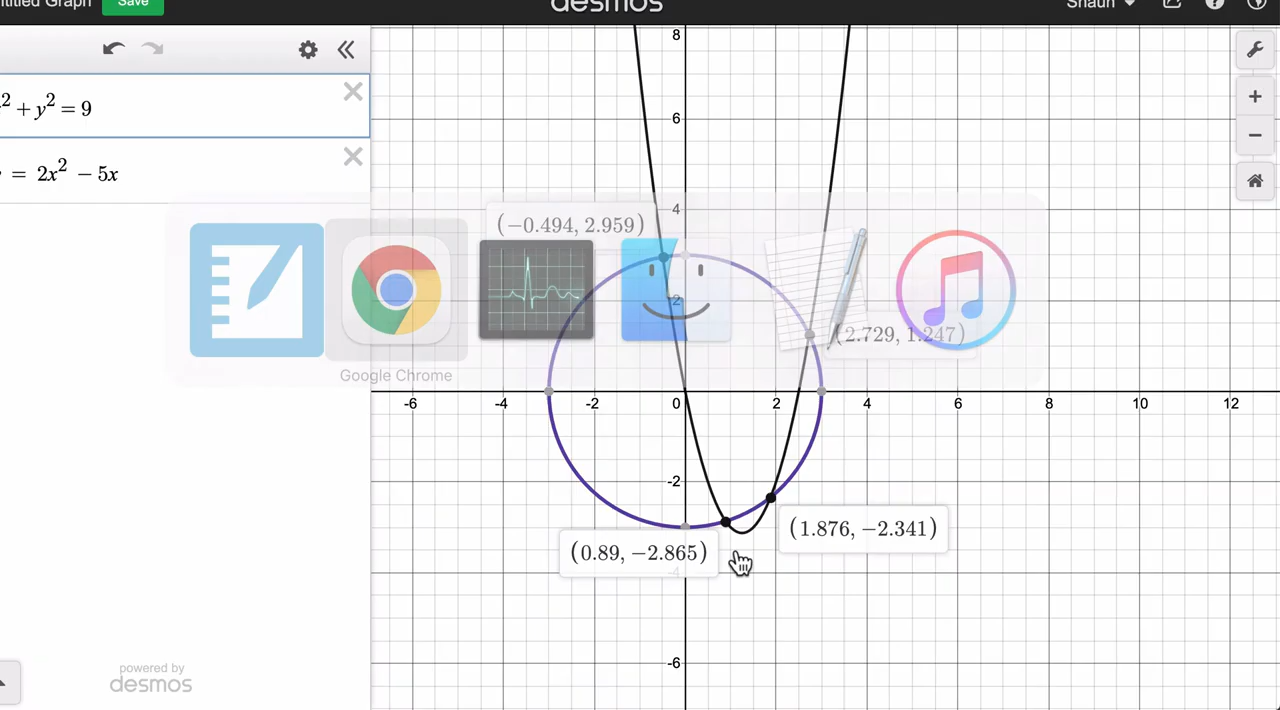 ntitled Graph
Save
desmos
Shaun
²+y²=9
= 2x² − 5x
(−0.494, 2.959)
(2.729, 1.247)
Google Chrome
(0.89, −2.865)
(1.876, −2.341)
8
6
4
2
-6 -4 -2 0 2 4 6 8 10 12
-2
-4
-6
powered by
desmos